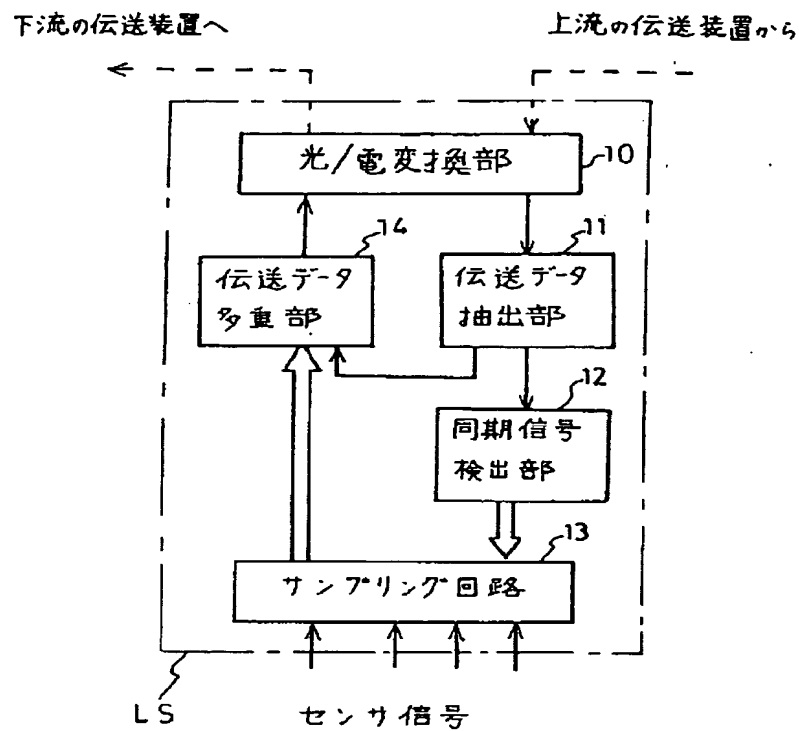 下流の伝送装置へ
上流の伝送装置から
光/電変換部
10
14
11
伝送データ
多重部
伝送データ
抽出部
12
同期信号
検出部
13
サンプリング回路
LS
センサ信号